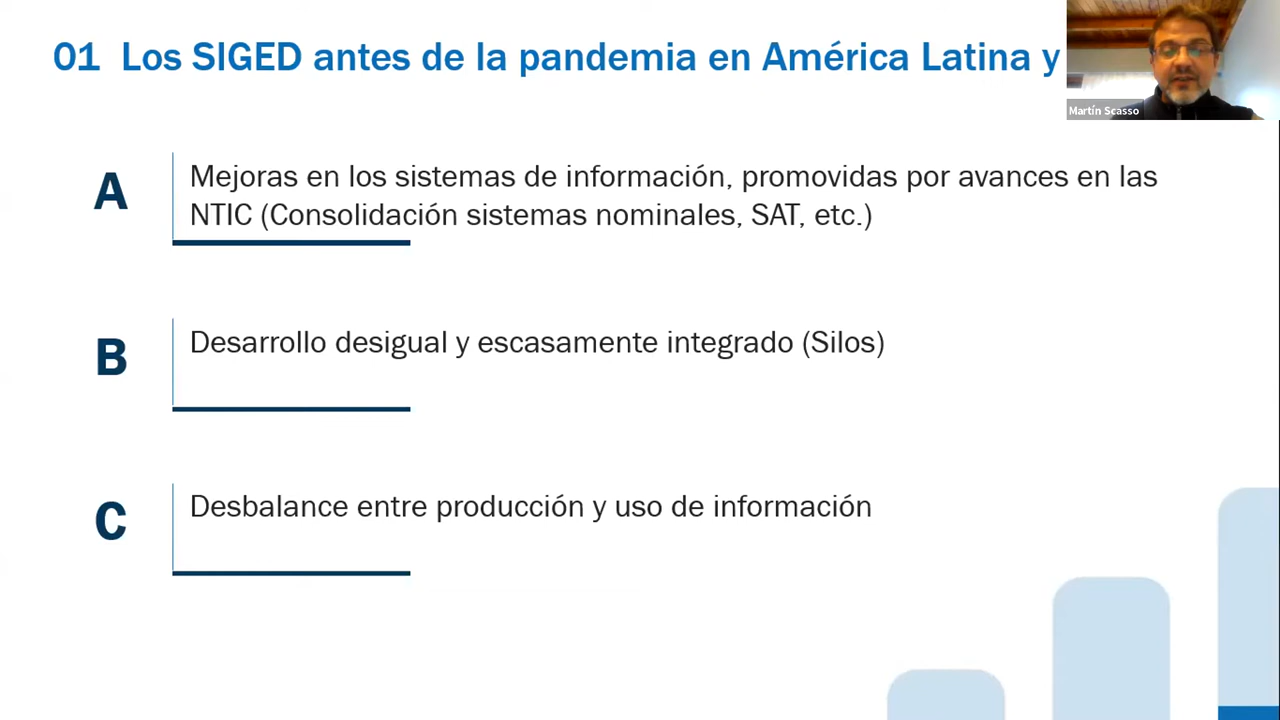 01 Los SIGED antes de la pandemia en América Latina y
Martín Scasso
A
Mejoras en los sistemas de información, promovidas por avances en las
NTIC (Consolidación sistemas nominales, SAT, etc.)
B
Desarrollo desigual y escasamente integrado (Silos)
C
Desbalance entre producción y uso de información